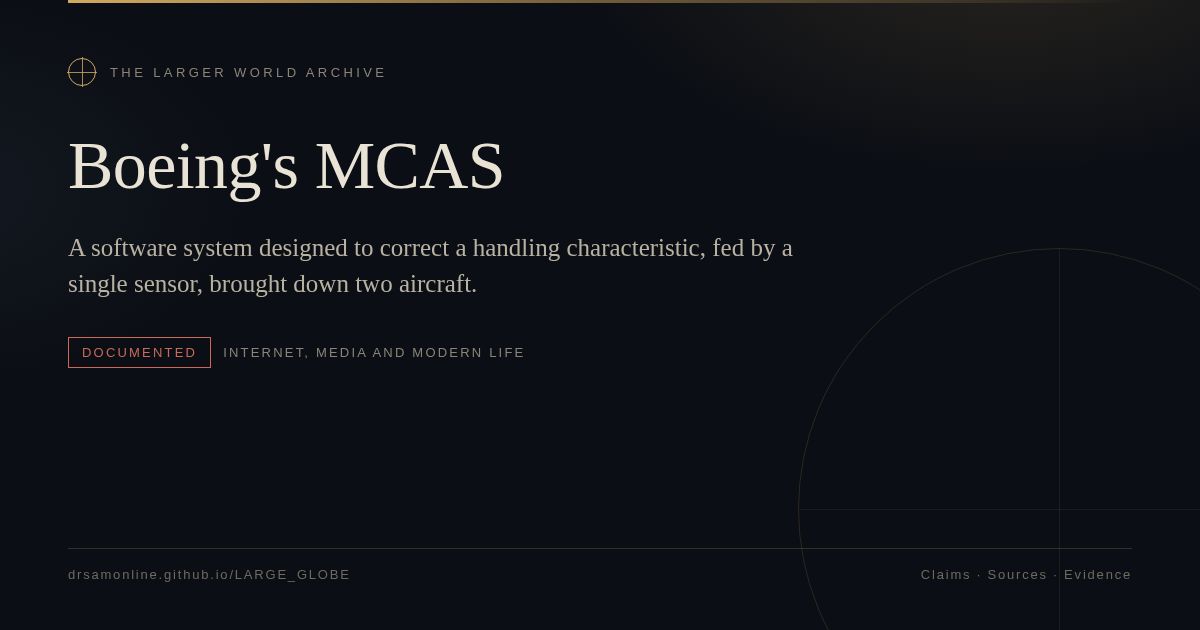 THE LARGER WORLD ARCHIVE
Boeing's MCAS
A software system designed to correct a handling characteristic, fed by a
single sensor, brought down two aircraft.
DOCUMENTED INTERNET, MEDIA AND MODERN LIFE
drsamonline.github.io/LARGE_GLOBE
Claims · Sources · Evidence